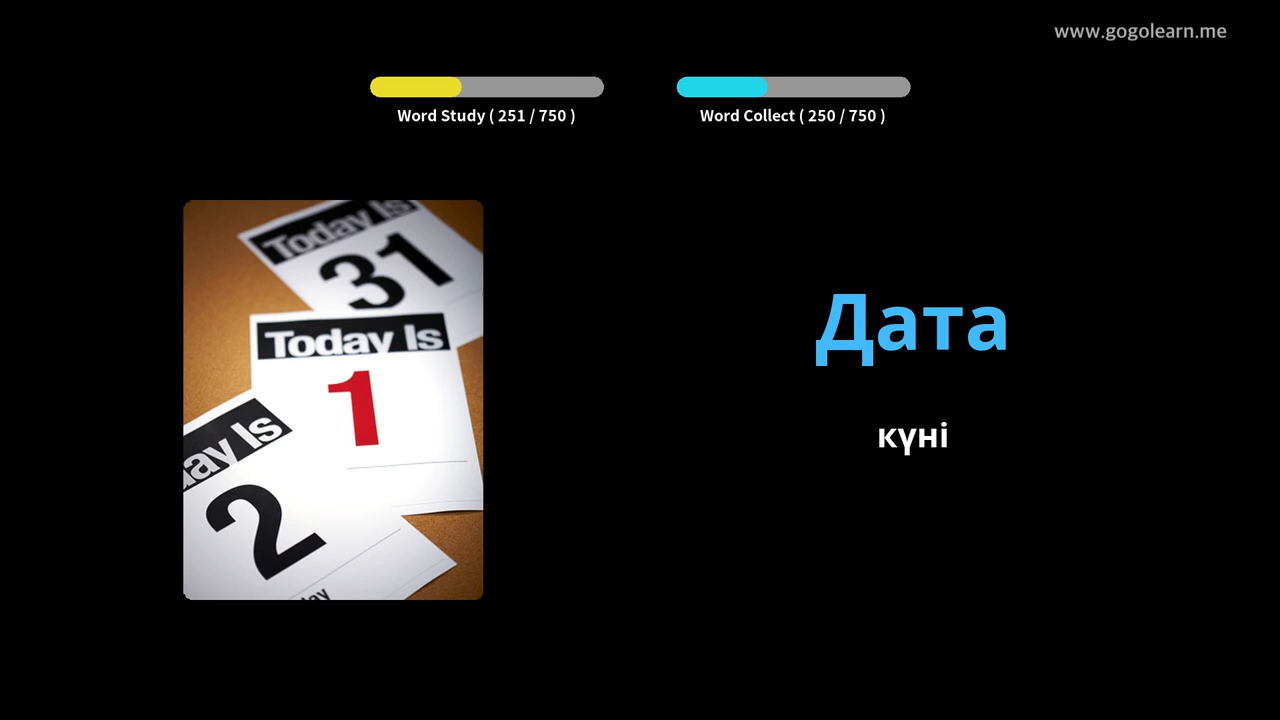 www.gogolearn.me
Word Study ( 251 / 750 )
Word Collect ( 250 / 750 )
Today Is
31
Today Is
1
ay Is
2
Дата
күні